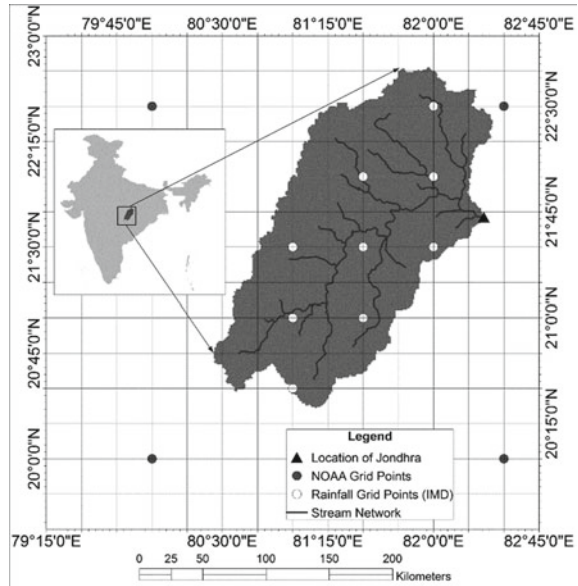 79°45'0"E 80°30'0"E 81°15'0"E 82°0'0"E 82°45'0"E
23°0'0"N
22°15'0"N
21°30'0"N
20°45'0"N
20°0'0"N
22°30'0"N
21°45'0"N
21°0'0"N
20°15'0"N
Legend
Location of Jondhra
NOAA Grid Points
Rainfall Grid Points (IMD)
Stream Network
79°15'0"E 80°0'0"E 80°45'0"E 81°30'0"E 82°15'0"E
0 25 50 100 150 200
Kilometers